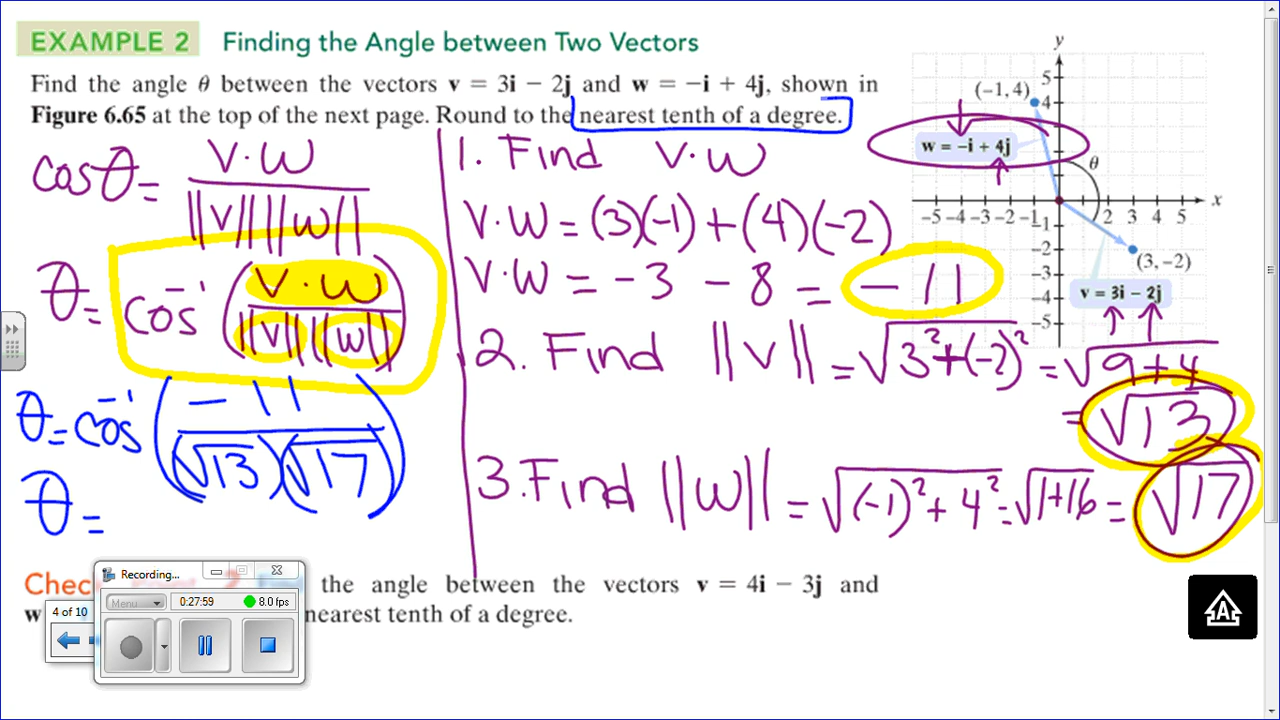 EXAMPLE 2 Finding the Angle between Two Vectors
Find the angle θ between the vectors v = 3i − 2j and w = −i + 4j, shown in
Figure 6.65 at the top of the next page. Round to the nearest tenth of a degree.
cosθ = V·W / ||V|| ||W||
θ = cos⁻¹ (V·W / ||V|| ||W||)
θ = cos⁻¹ (−11 / (√13)(√17))
θ =
1. Find V·W
V·W = (3)(-1) + (4)(-2)
V·W = -3 - 8 = -11
2. Find ||V|| = √3²+(-2)² = √9+4
= √13
3. Find ||W|| = √(-1)²+4² = √1+16 = √17
y
5
(−1, 4)
4
w = −i + 4j
θ
-5 -4 -3 -2 -1 1 2 3 4 5 x
-2
(3, −2)
-3
-4
v = 3i − 2j
-5
Chec 2 the angle between the vectors v = 4i − 3j and
w nearest tenth of a degree.
Recording...
Menu 0:27:59 8.0 fps
4 of 10
A